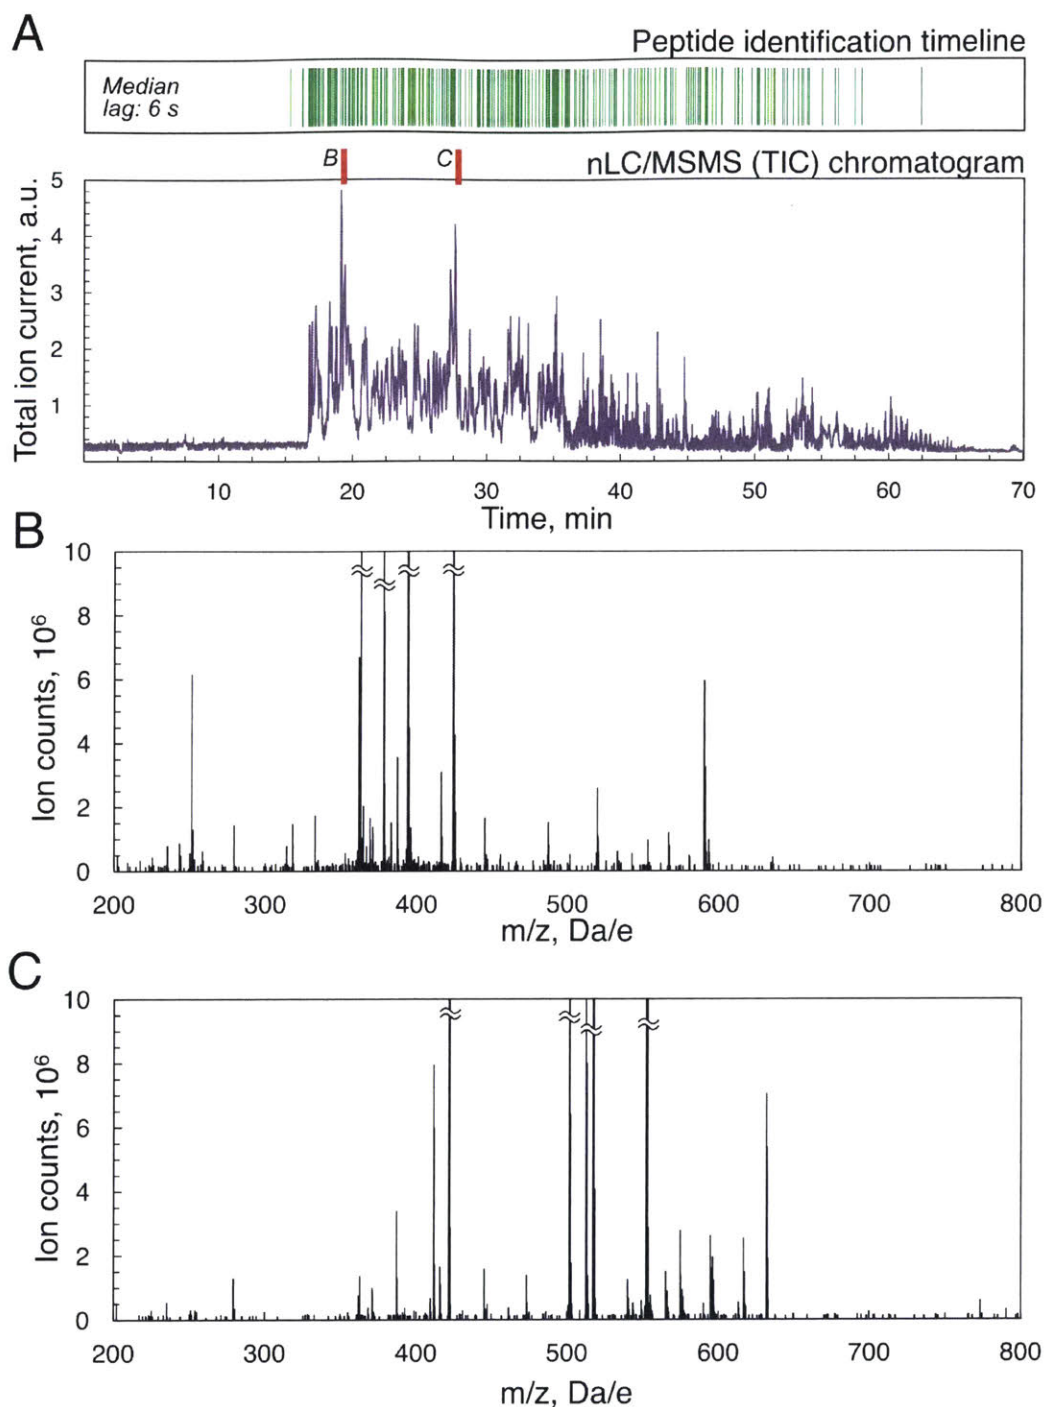 A
Peptide identification timeline
Median
lag: 6 s
B C
nLC/MSMS (TIC) chromatogram
Total ion current, a.u.
5
4
3
2
1
10 20 30 40 50 60 70
Time, min
B
Ion counts, 10⁶
10
8
6
4
2
0
200 300 400 500 600 700 800
m/z, Da/e
C
Ion counts, 10⁶
10
8
6
4
2
0
200 300 400 500 600 700 800
m/z, Da/e